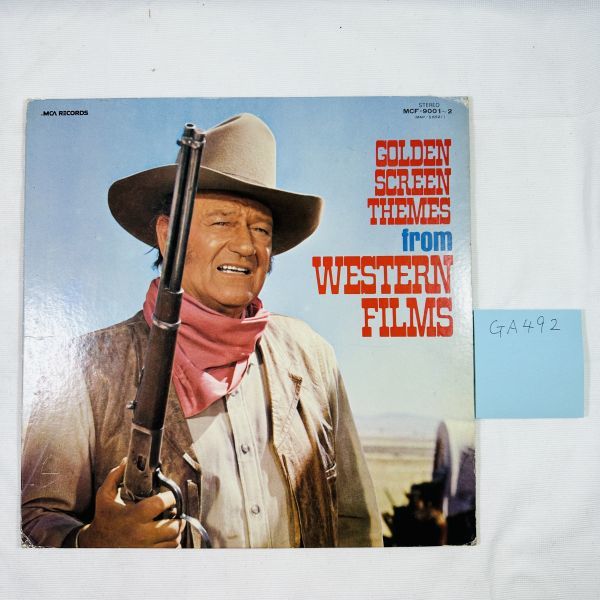 MCA RECORDS
STEREO
MCF-9001~2
GOLDEN
SCREEN
THEMES
from
WESTERN
FILMS
GA492